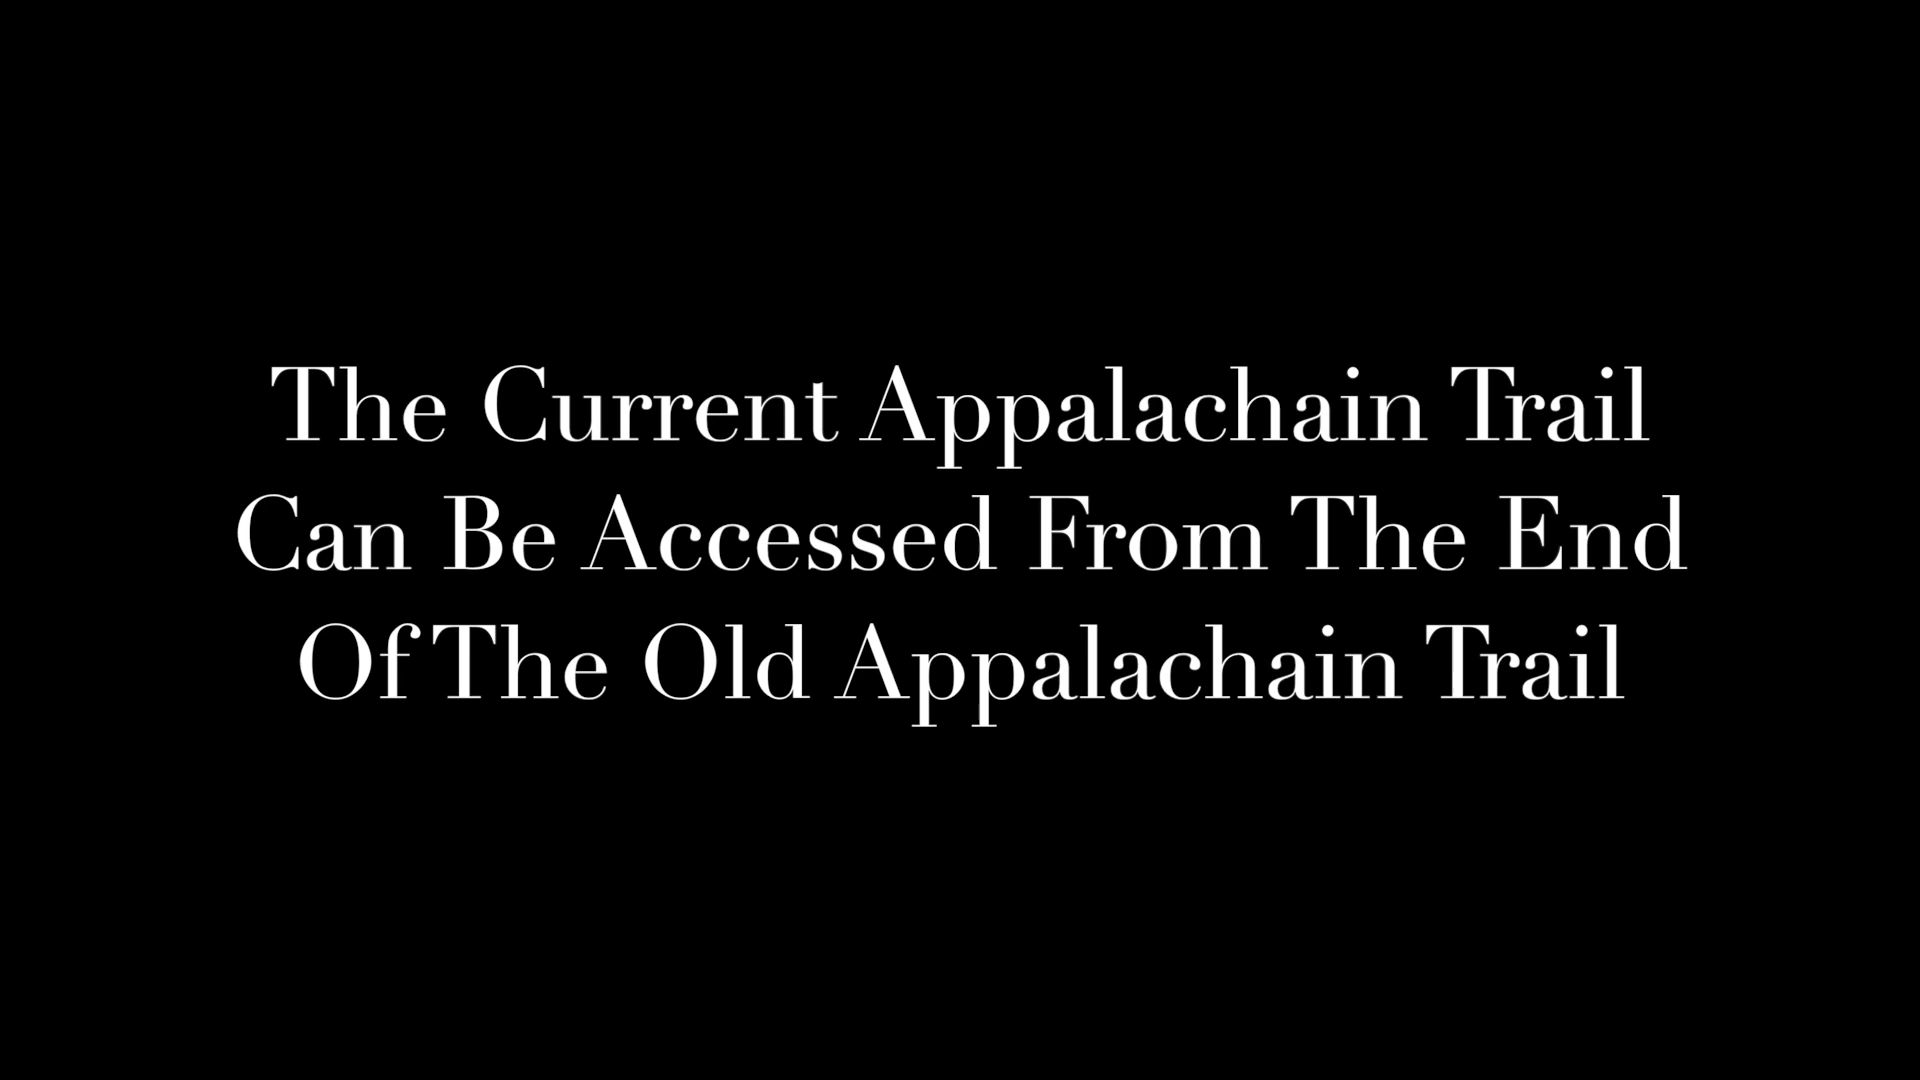 The Current Appalachain Trail
Can Be Accessed From The End
Of The Old Appalachain Trail